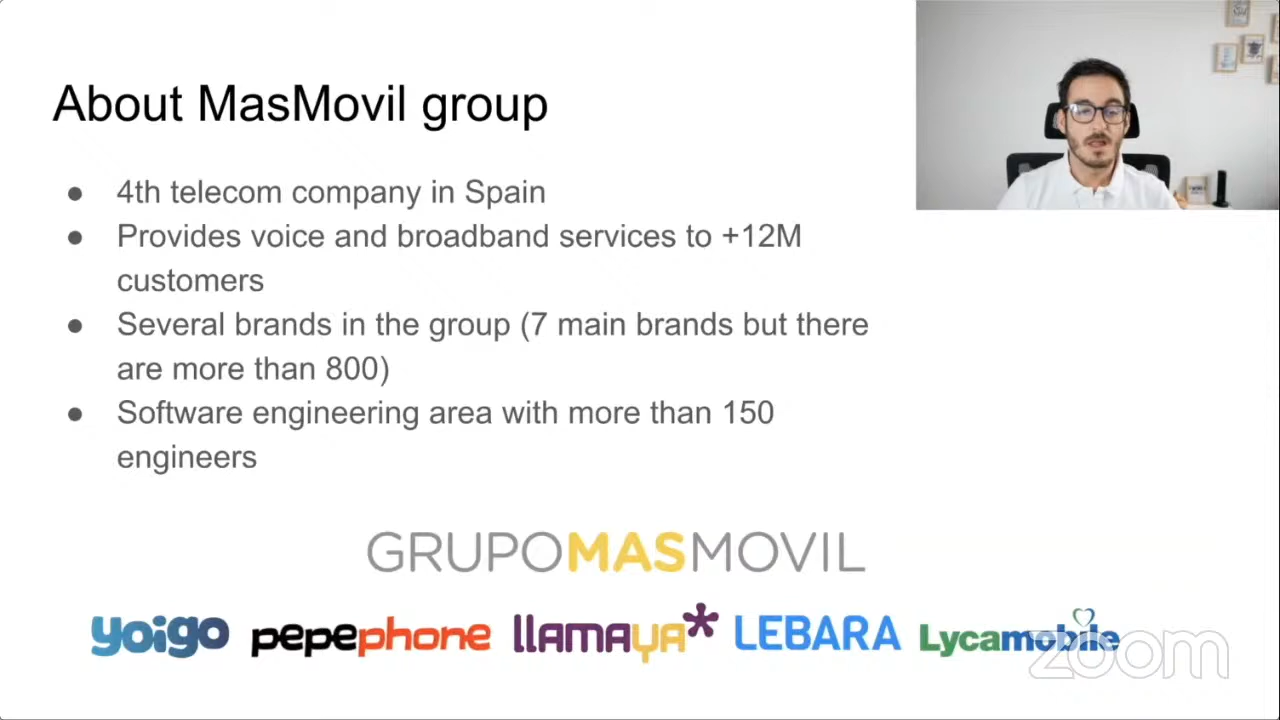 About MasMovil group
● 4th telecom company in Spain
● Provides voice and broadband services to +12M
customers
● Several brands in the group (7 main brands but there
are more than 800)
● Software engineering area with more than 150
engineers
GRUPOMASMOVIL
yoigo pepephone llamaya* LEBARA Lycamobile
zoom